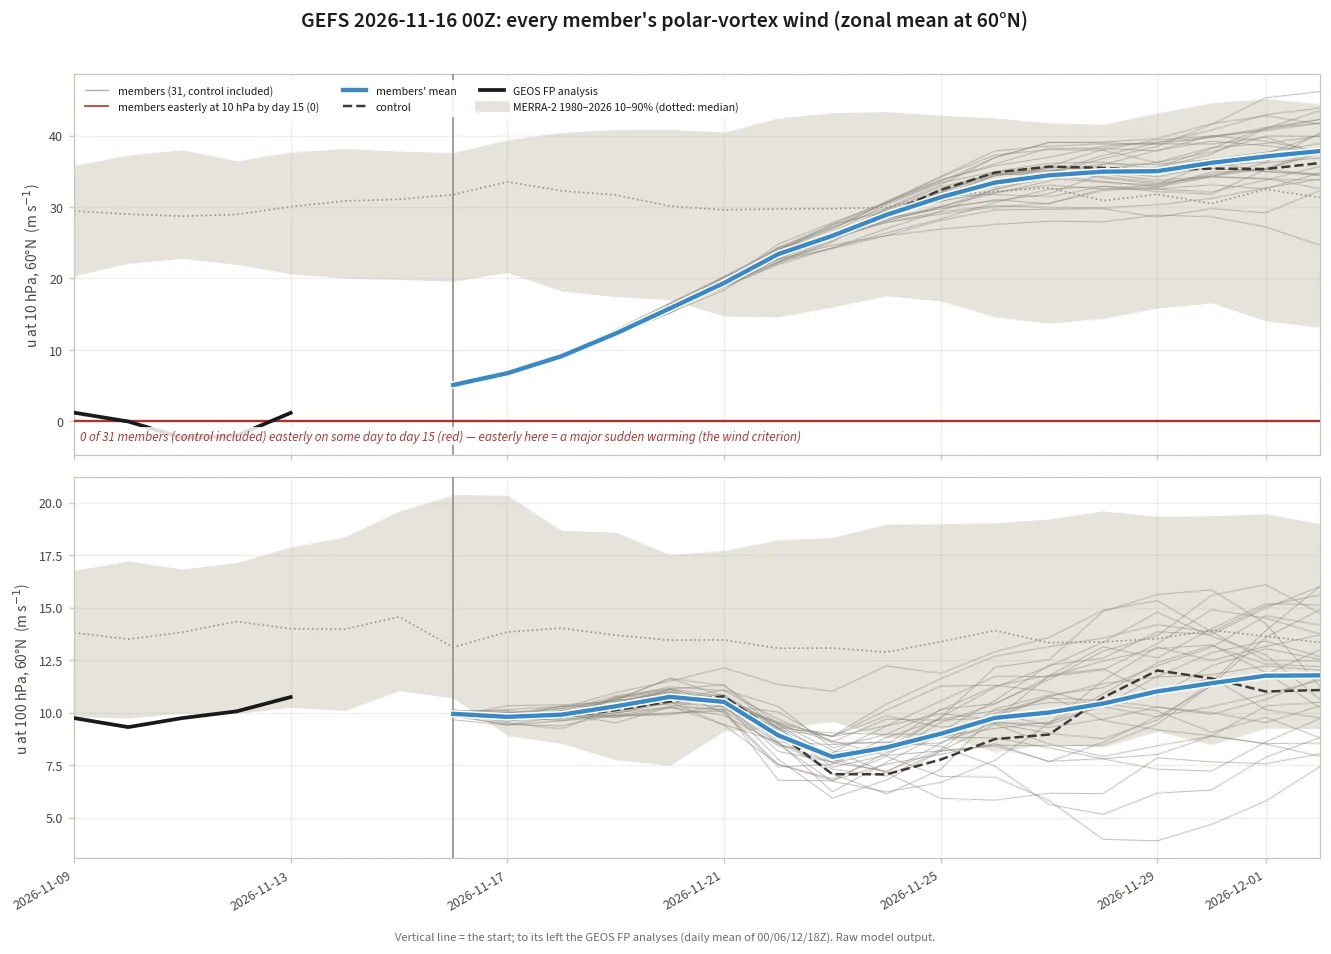 GEFS 2026-11-16 00Z: every member's polar-vortex wind (zonal mean at 60°N)
members (31, control included)
members easterly at 10 hPa by day 15 (0)
members' mean
control
GEOS FP analysis
MERRA-2 1980–2026 10–90% (dotted: median)
u at 10 hPa, 60°N (m s⁻¹)
40
30
20
10
0
0 of 31 members (control included) easterly on some day to day 15 (red) — easterly here = a major sudden warming (the wind criterion)
u at 100 hPa, 60°N (m s⁻¹)
20.0
17.5
15.0
12.5
10.0
7.5
5.0
2026-11-09
2026-11-13
2026-11-17
2026-11-21
2026-11-25
2026-11-29
2026-12-01
Vertical line = the start; to its left the GEOS FP analyses (daily mean of 00/06/12/18Z). Raw model output.